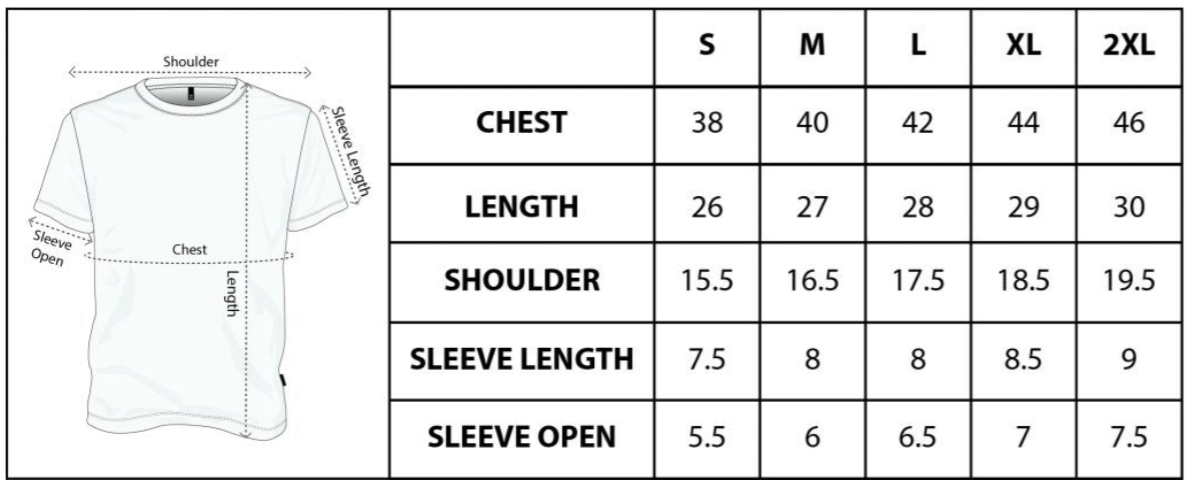 Shoulder
Sleeve Length
Sleeve
Open
Chest
Length
S M L XL 2XL
CHEST 38 40 42 44 46
LENGTH 26 27 28 29 30
SHOULDER 15.5 16.5 17.5 18.5 19.5
SLEEVE LENGTH 7.5 8 8 8.5 9
SLEEVE OPEN 5.5 6 6.5 7 7.5